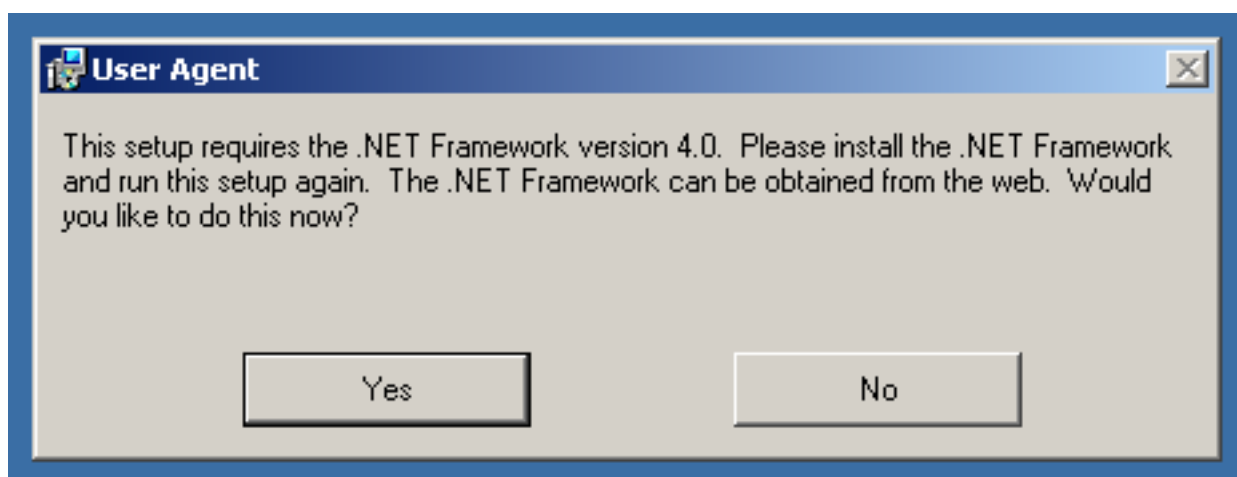 User Agent
This setup requires the .NET Framework version 4.0.  Please install the .NET Framework
and run this setup again.  The .NET Framework can be obtained from the web.  Would
you like to do this now?
Yes
No